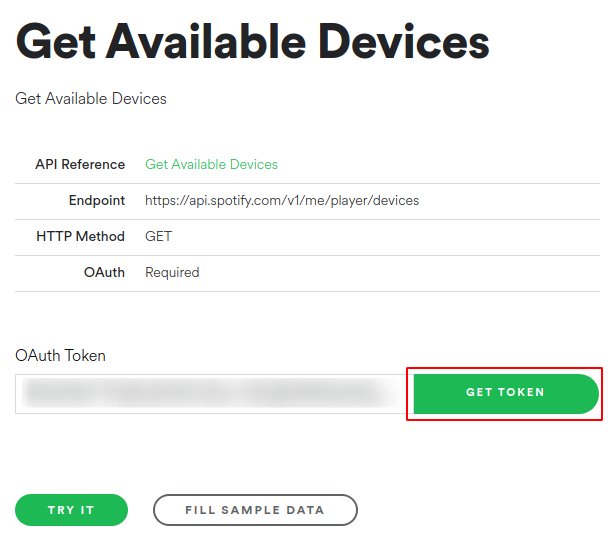 Get Available Devices
Get Available Devices
API Reference Get Available Devices
Endpoint https://api.spotify.com/v1/me/player/devices
HTTP Method GET
OAuth Required
OAuth Token
GET TOKEN
TRY IT FILL SAMPLE DATA